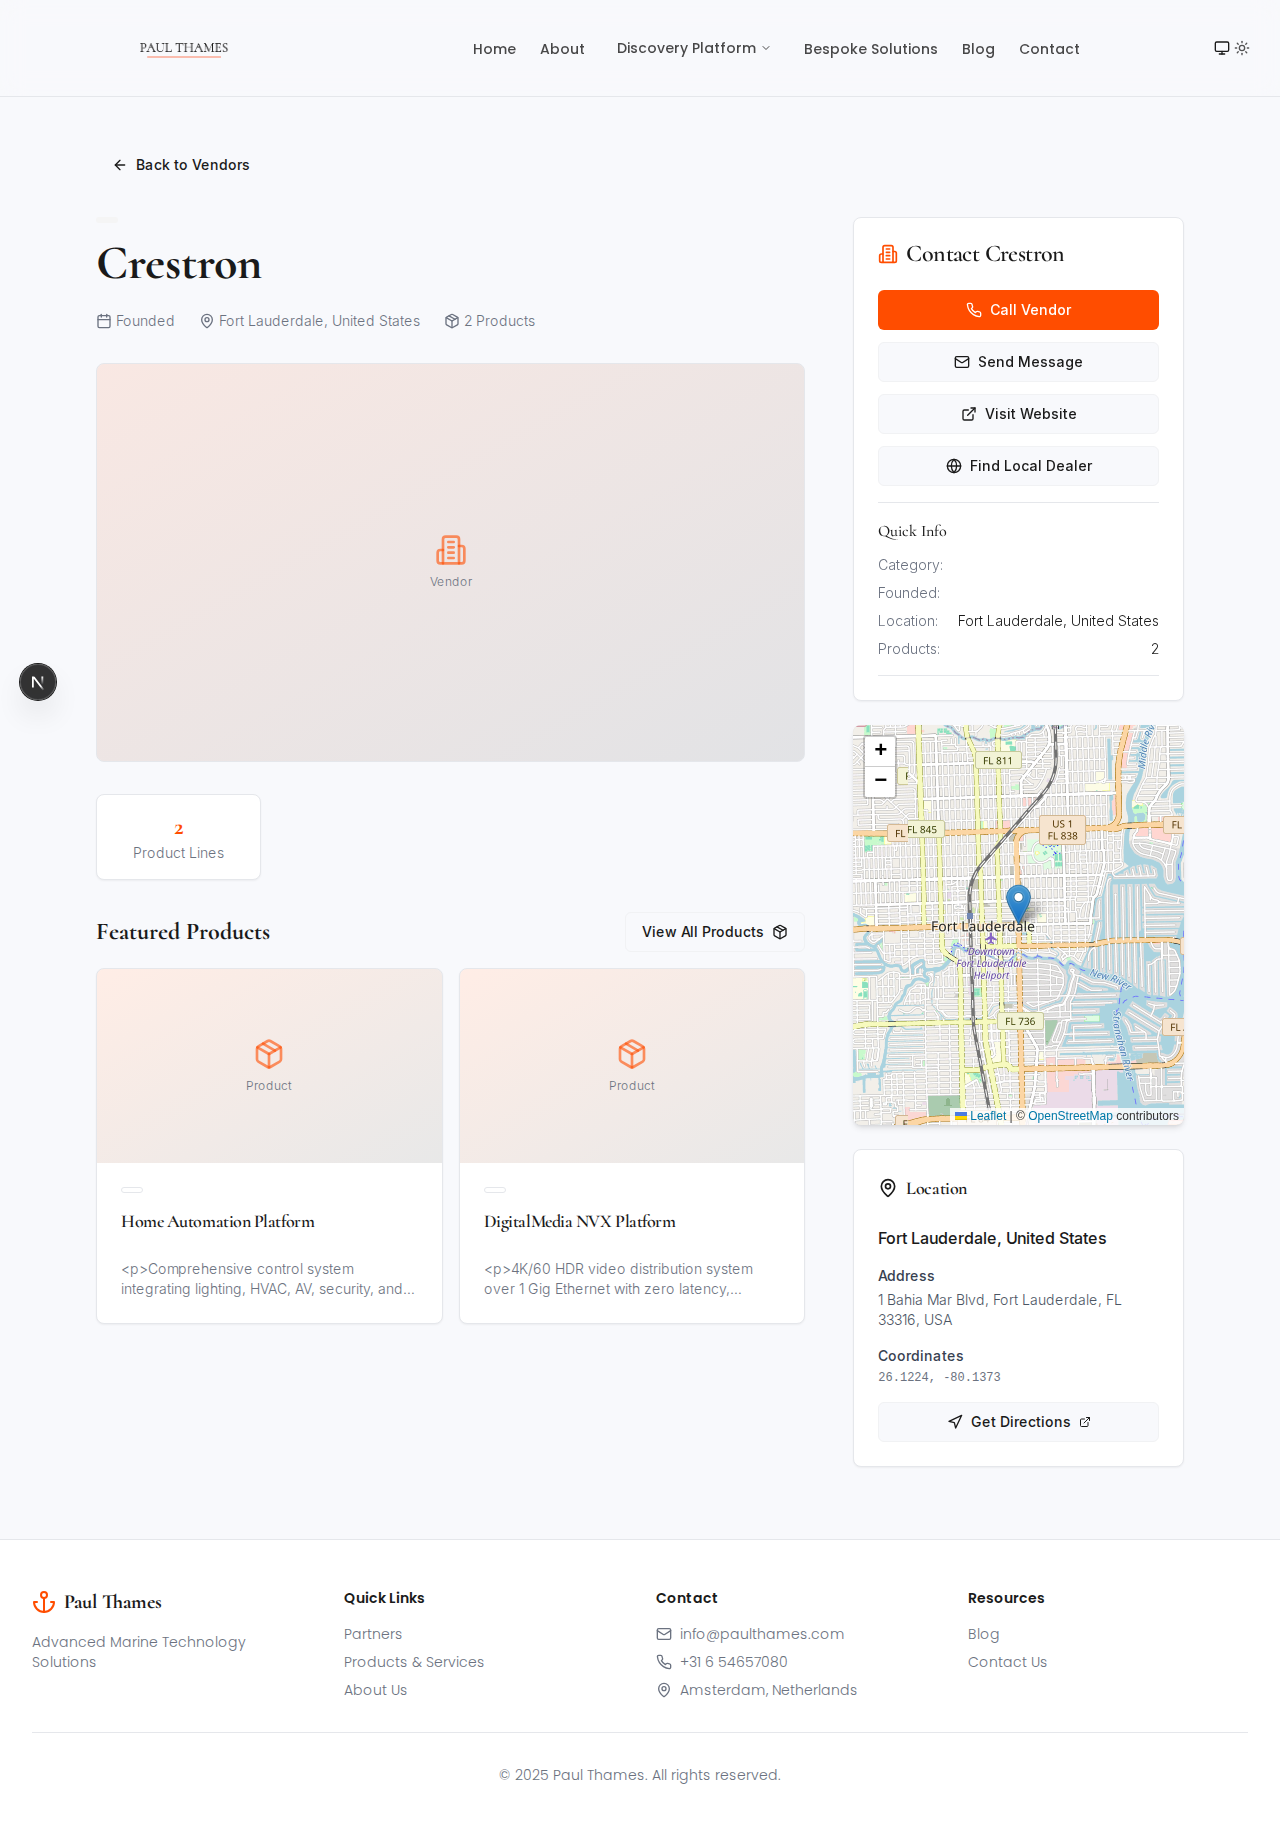 PAUL THAMES
Home
About
Discovery Platform
Bespoke Solutions
Blog
Contact
Back to Vendors
Crestron
Founded
Fort Lauderdale, United States
2 Products
Vendor
2
Product Lines
Featured Products
View All Products
Product
Home Automation Platform
<p>Comprehensive control system
integrating lighting, HVAC, AV, security, and...
Product
DigitalMedia NVX Platform
<p>4K/60 HDR video distribution system
over 1 Gig Ethernet with zero latency,...
Contact Crestron
Call Vendor
Send Message
Visit Website
Find Local Dealer
Quick Info
Category:
Founded:
Location: Fort Lauderdale, United States
Products: 2
+
−
FL 811
Middle Riv
FL
FL 845
US 1
FL 838
FL
Fort Lauderdale
Downtown
Fort Lauderdale
Heliport
New River
Stranahan River
FL 736
Leaflet | © OpenStreetMap contributors
Location
Fort Lauderdale, United States
Address
1 Bahia Mar Blvd, Fort Lauderdale, FL
33316, USA
Coordinates
26.1224, -80.1373
Get Directions
Paul Thames
Advanced Marine Technology
Solutions
Quick Links
Partners
Products & Services
About Us
Contact
info@paulthames.com
+31 6 54657080
Amsterdam, Netherlands
Resources
Blog
Contact Us
© 2025 Paul Thames. All rights reserved.